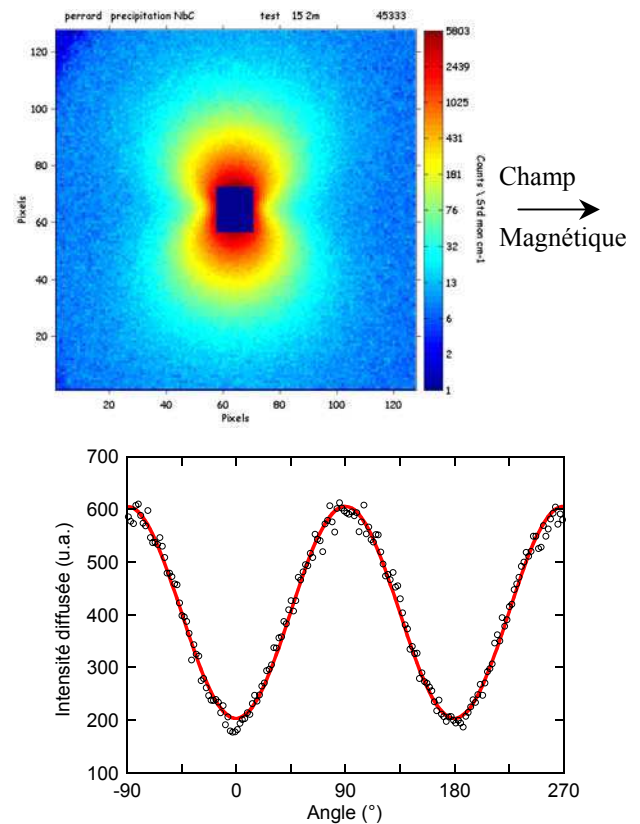 perrard precipitation NbC test 15 2m 45333
120
100
80
60
40
20
Pixels
20 40 60 80 100 120
Pixels
5803
2439
1025
431
181
76
32
13
6
2
1
Counts \ Std mon cm-1
Champ
Magnétique
700
600
500
400
300
200
100
Intensité diffusée (u.a.)
-90 0 90 180 270
Angle (°)